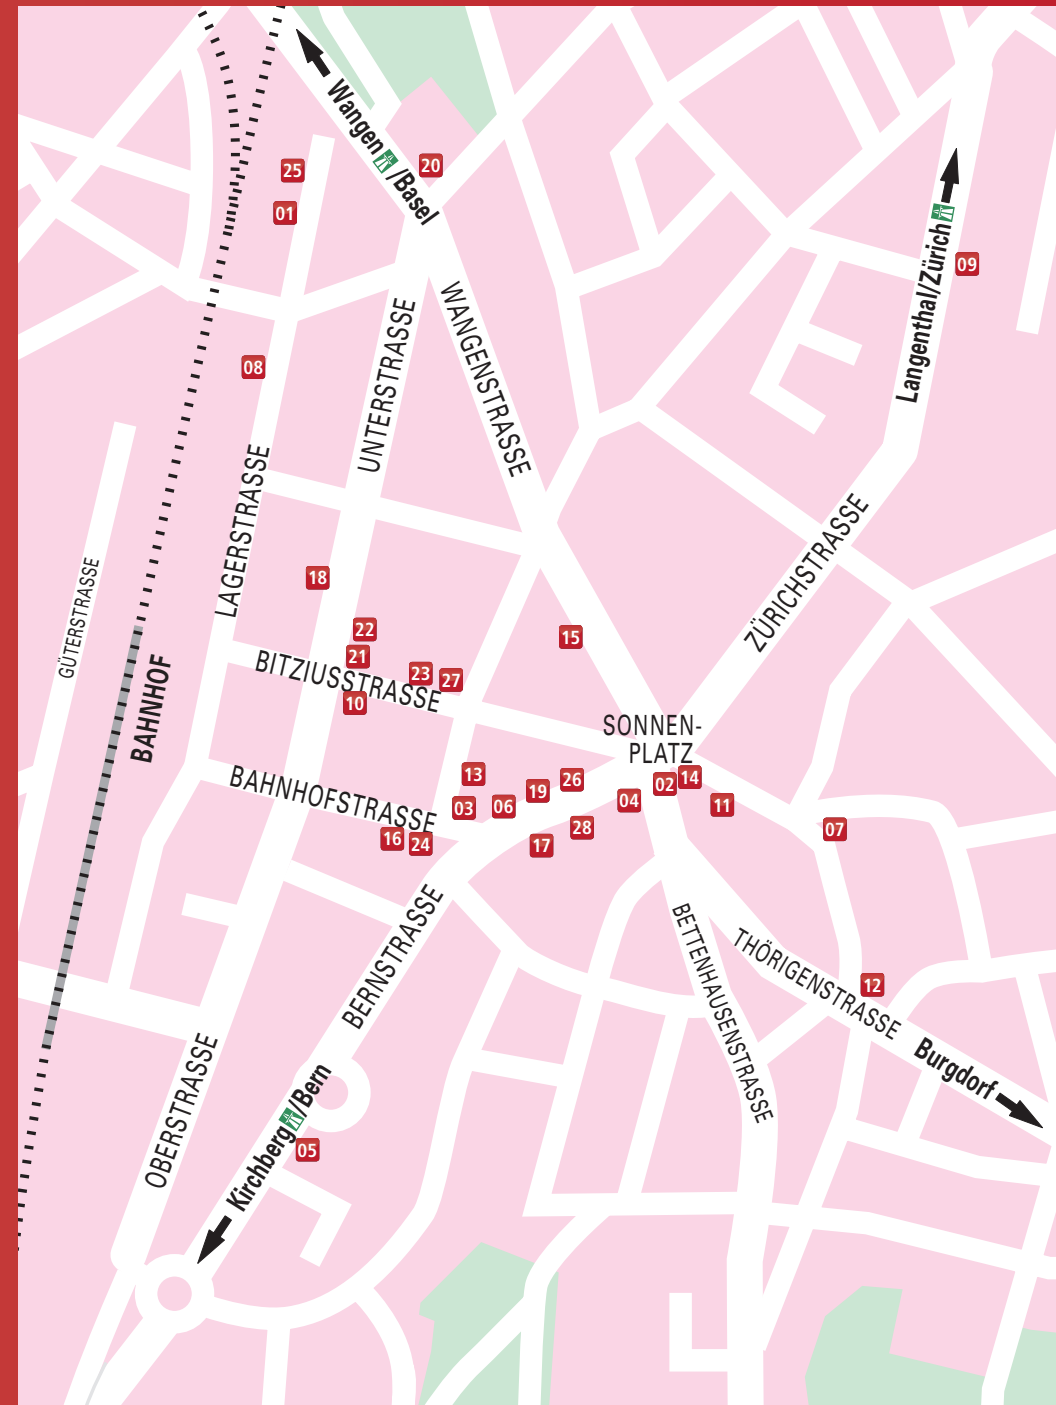 Wangen/Basel
20
25
01
Langenthal/Zürich
09
WANGENSTRASSE
UNTERSTRASSE
08
LAGERSTRASSE
ZÜRICHSTRASSE
GÜTERSTRASSE
18
22
15
21
BITZIUSSTRASSE
23
27
10
BAHNHOF
SONNEN-
PLATZ
13
BAHNHOFSTRASSE
26
14
02
19
03
06
04
11
28
07
16
24
17
BERNSTRASSE
BETTENHAUSENSTRASSE
THÖRIGENSTRASSE
12
Burgdorf
OBERSTRASSE
Kirchberg/Bern
05